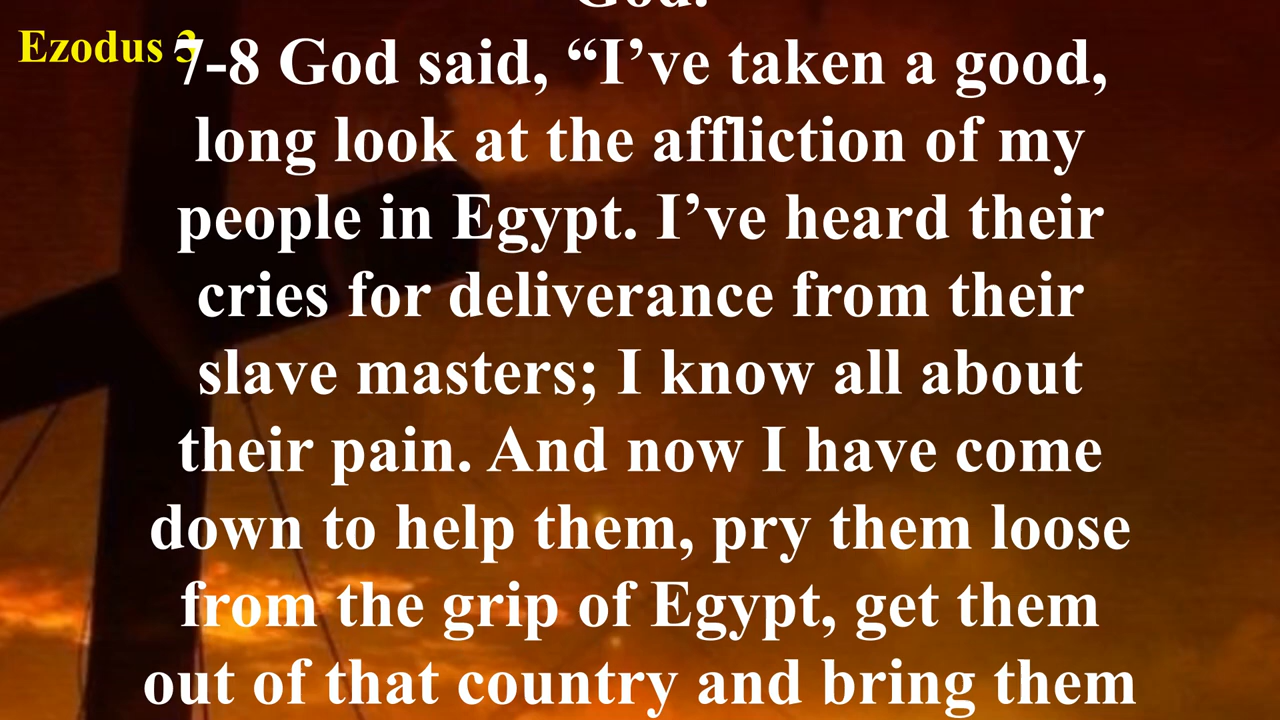 God.
Ezodus 3
7-8 God said, “I’ve taken a good,
long look at the affliction of my
people in Egypt. I’ve heard their
cries for deliverance from their
slave masters; I know all about
their pain. And now I have come
down to help them, pry them loose
from the grip of Egypt, get them
out of that country and bring them